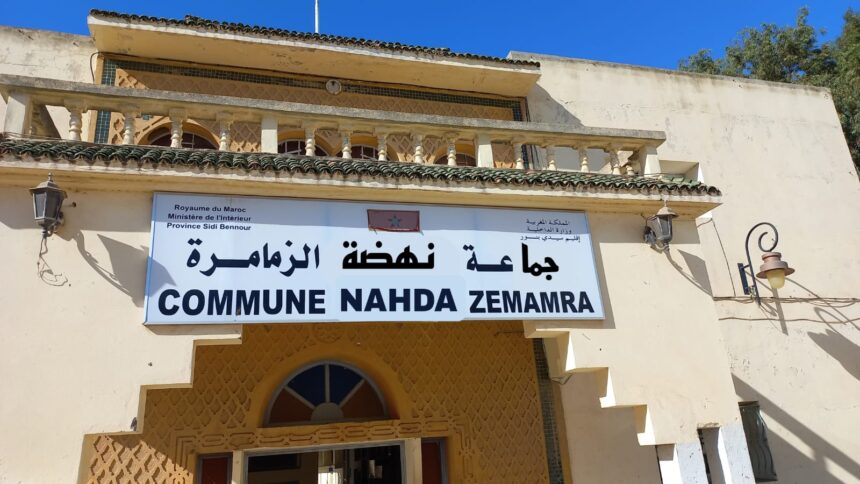 Royaume du Maroc
Ministère de l'Intérieur
Province Sidi Bennour
المملكة المغربية
وزارة الداخلية
إقليم سيدي بنور
جماعة نهضة الزمامرة
COMMUNE NAHDA ZEMAMRA